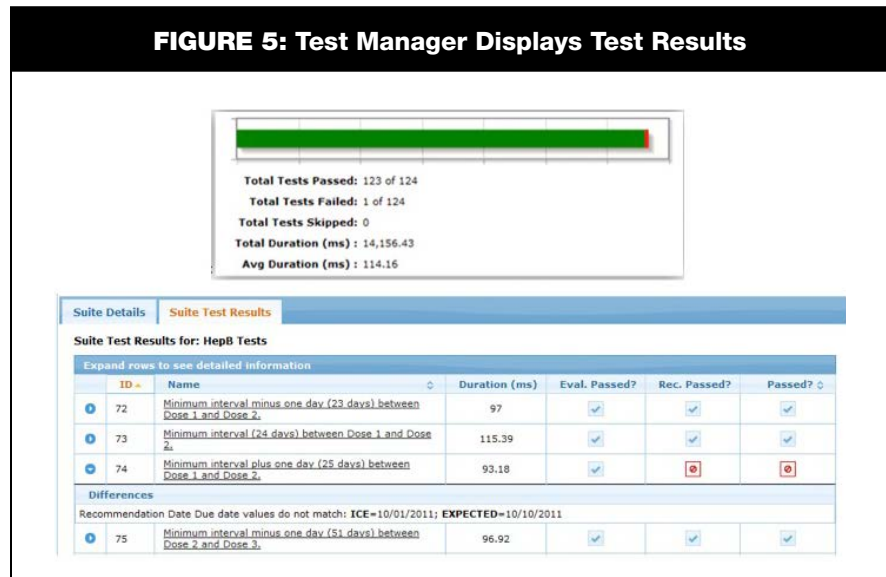 FIGURE 5: Test Manager Displays Test Results
Total Tests Passed: 123 of 124
Total Tests Failed: 1 of 124
Total Tests Skipped: 0
Total Duration (ms) : 14,156.43
Avg Duration (ms) : 114.16
Suite Details Suite Test Results
Suite Test Results for: HepB Tests
Expand rows to see detailed information
ID Name Duration (ms) Eval. Passed? Rec. Passed? Passed?
72 Minimum interval minus one day (23 days) between 97
Dose 1 and Dose 2.
73 Minimum interval (24 days) between Dose 1 and Dose 115.39
2.
74 Minimum interval plus one day (25 days) between 93.18
Dose 1 and Dose 2.
Differences
Recommendation Date Due date values do not match: ICE=10/01/2011; EXPECTED=10/10/2011
75 Minimum interval minus one day (51 days) between 96.92
Dose 2 and Dose 3.